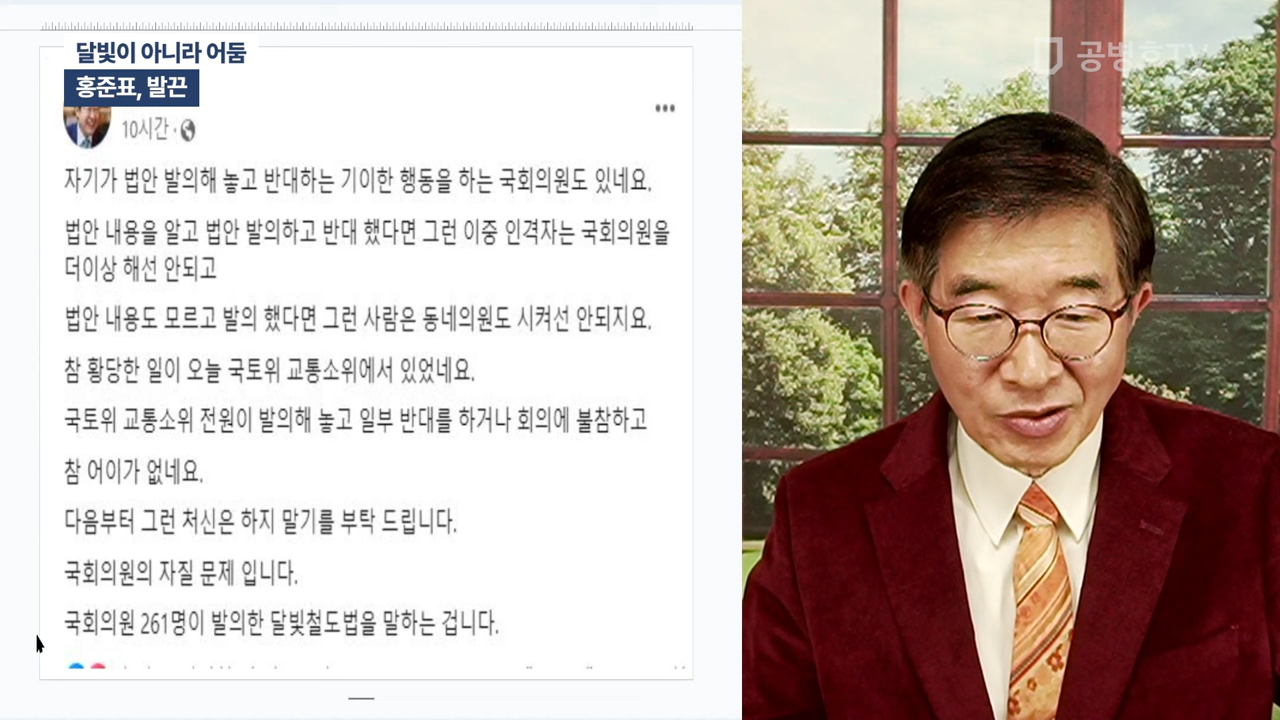 달빛이 아니라 어둠
홍준표, 발끈
공병호TV
10시간
자기가 법안 발의해 놓고 반대하는 기이한 행동을 하는 국회의원도 있네요.
법안 내용을 알고 법안 발의하고 반대 했다면 그런 이중 인격자는 국회의원을
더이상 해선 안되고
법안 내용도 모르고 발의 했다면 그런 사람은 동네의원도 시켜선 안되지요.
참 황당한 일이 오늘 국토위 교통소위에서 있었네요.
국토위 교통소위 전원이 발의해 놓고 일부 반대를 하거나 회의에 불참하고
참 어이가 없네요.
다음부터 그런 처신은 하지 말기를 부탁 드립니다.
국회의원의 자질 문제 입니다.
국회의원 261명이 발의한 달빛철도법을 말하는 겁니다.